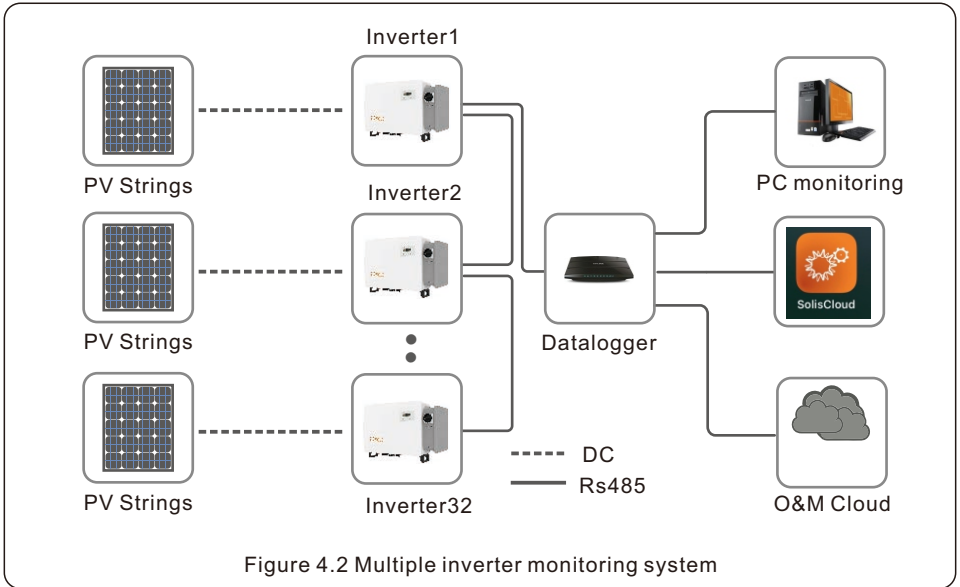 Inverter1
PV Strings
PC monitoring
Inverter2
SolisCloud
PV Strings
Datalogger
DC
Rs485
PV Strings
Inverter32
O&M Cloud
Figure 4.2 Multiple inverter monitoring system